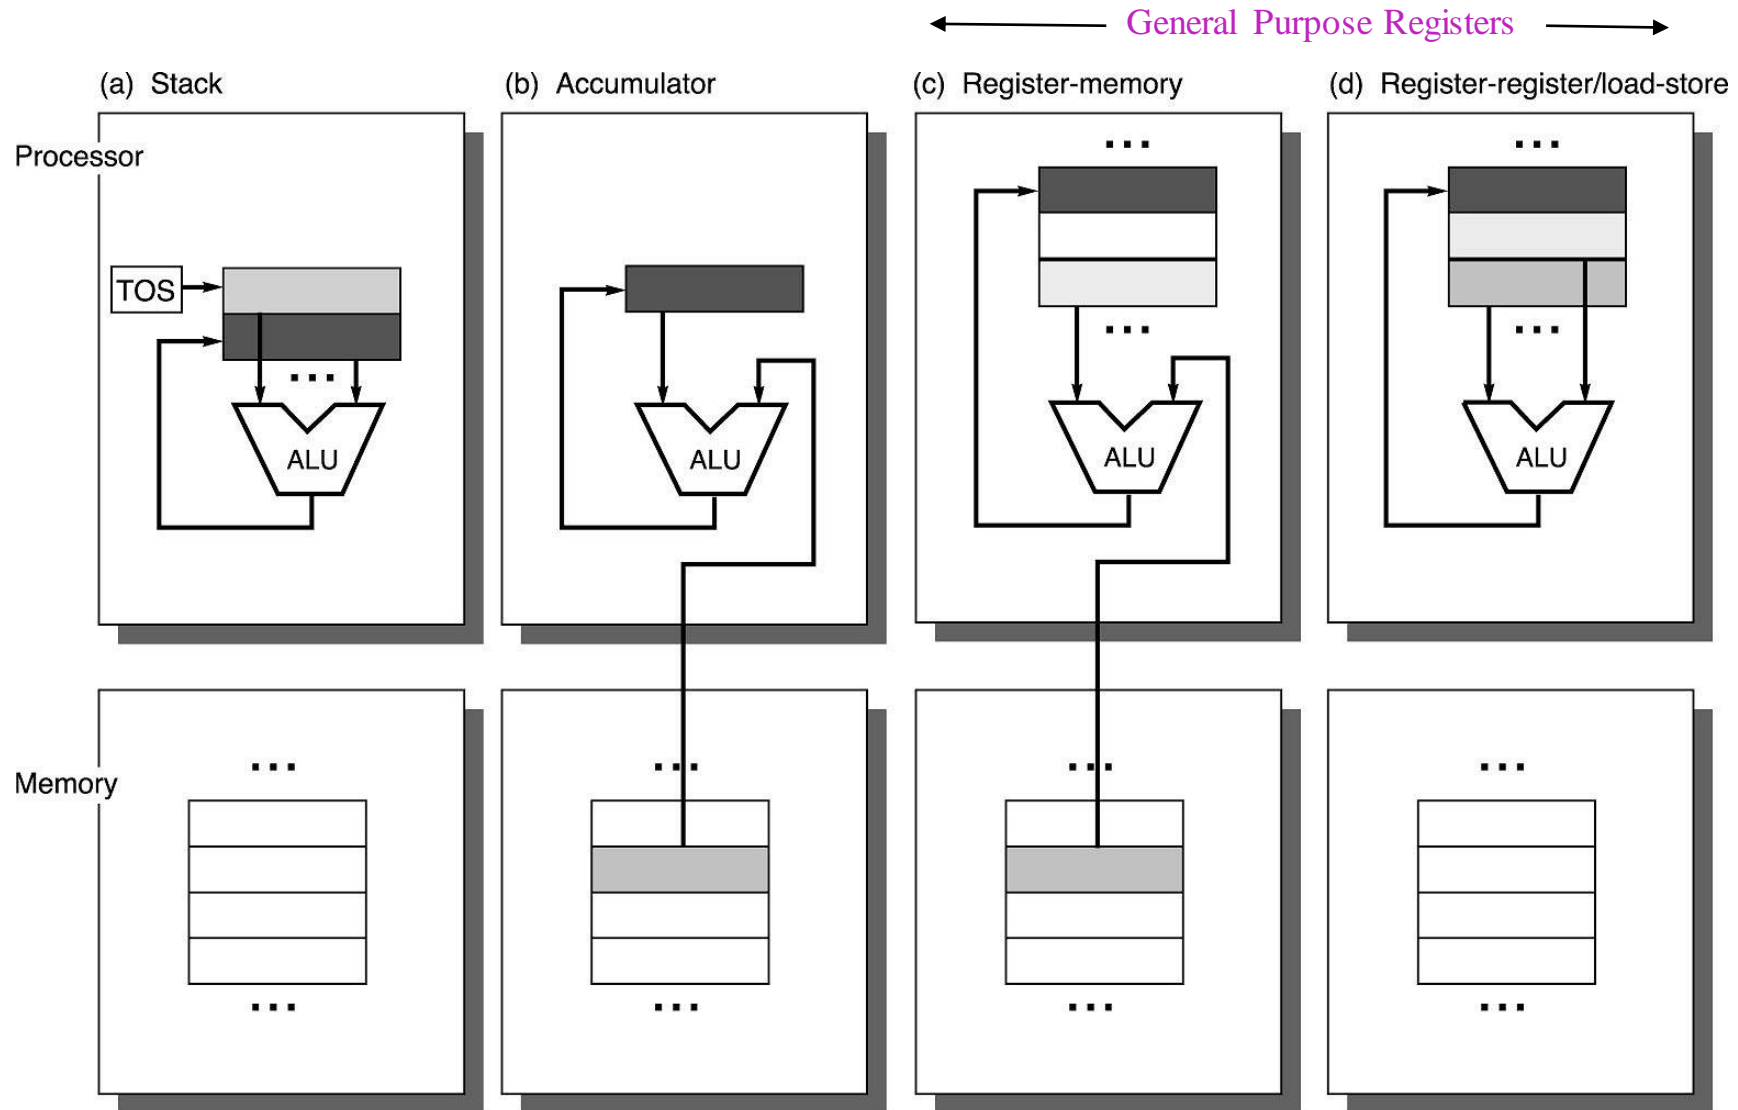 General Purpose Registers
(a) Stack
(b) Accumulator
(c) Register-memory
(d) Register-register/load-store
Processor
TOS
ALU
ALU
ALU
ALU
Memory